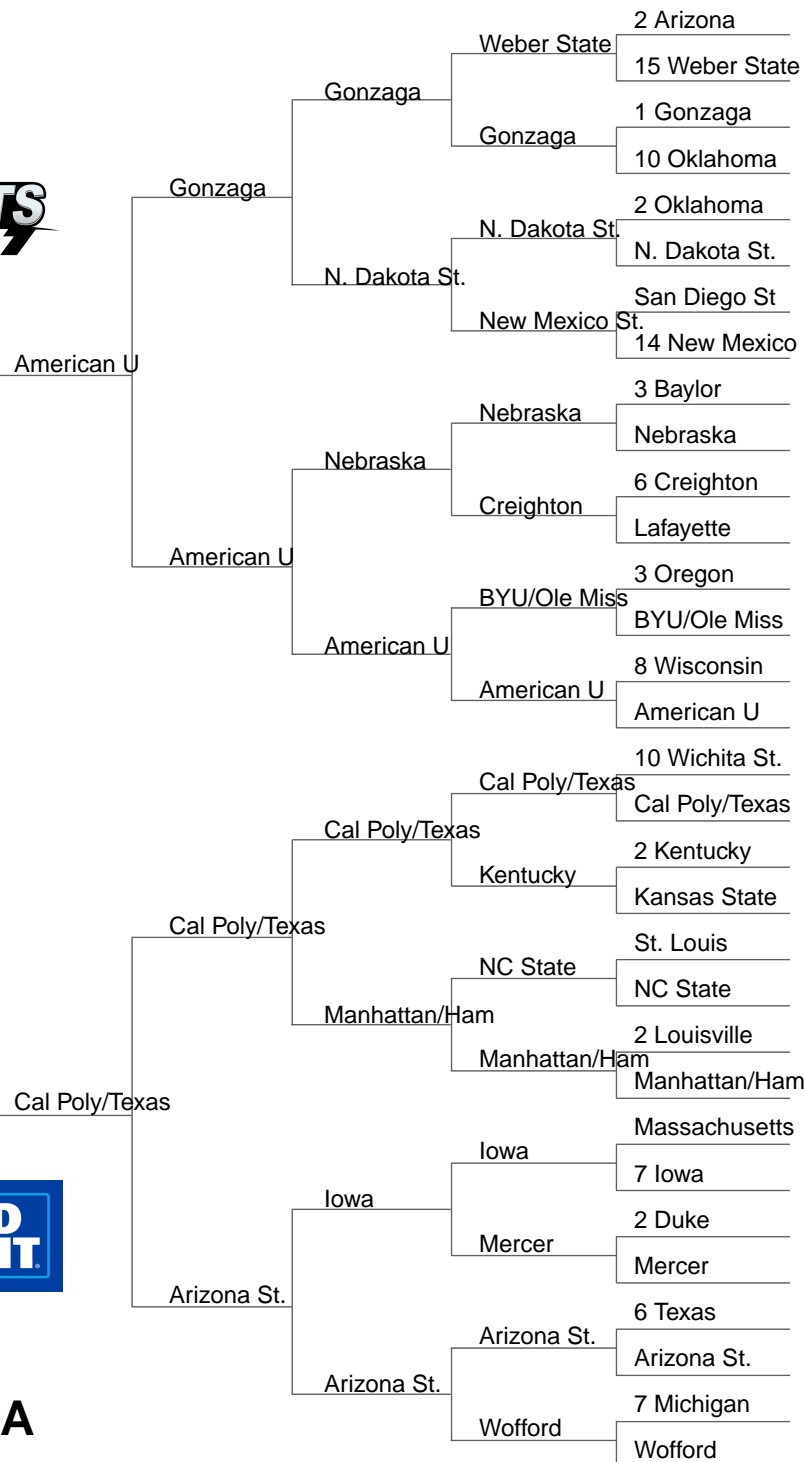 2 Arizona
Weber State
15 Weber State
Gonzaga
1 Gonzaga
Gonzaga
10 Oklahoma
Gonzaga
2 Oklahoma
N. Dakota St.
N. Dakota St.
N. Dakota St.
San Diego St
New Mexico St.
14 New Mexico
American U
3 Baylor
Nebraska
Nebraska
Nebraska
6 Creighton
Creighton
Lafayette
American U
3 Oregon
BYU/Ole Miss
BYU/Ole Miss
American U
8 Wisconsin
American U
American U
10 Wichita St.
Cal Poly/Texas
Cal Poly/Texas
Cal Poly/Texas
2 Kentucky
Kentucky
Kansas State
Cal Poly/Texas
St. Louis
NC State
NC State
Manhattan/Ham
2 Louisville
Manhattan/Ham
Manhattan/Ham
Cal Poly/Texas
Massachusetts
Iowa
7 Iowa
Iowa
2 Duke
Mercer
Mercer
Arizona St.
6 Texas
Arizona St.
Arizona St.
Arizona St.
7 Michigan
Wofford
Wofford
A